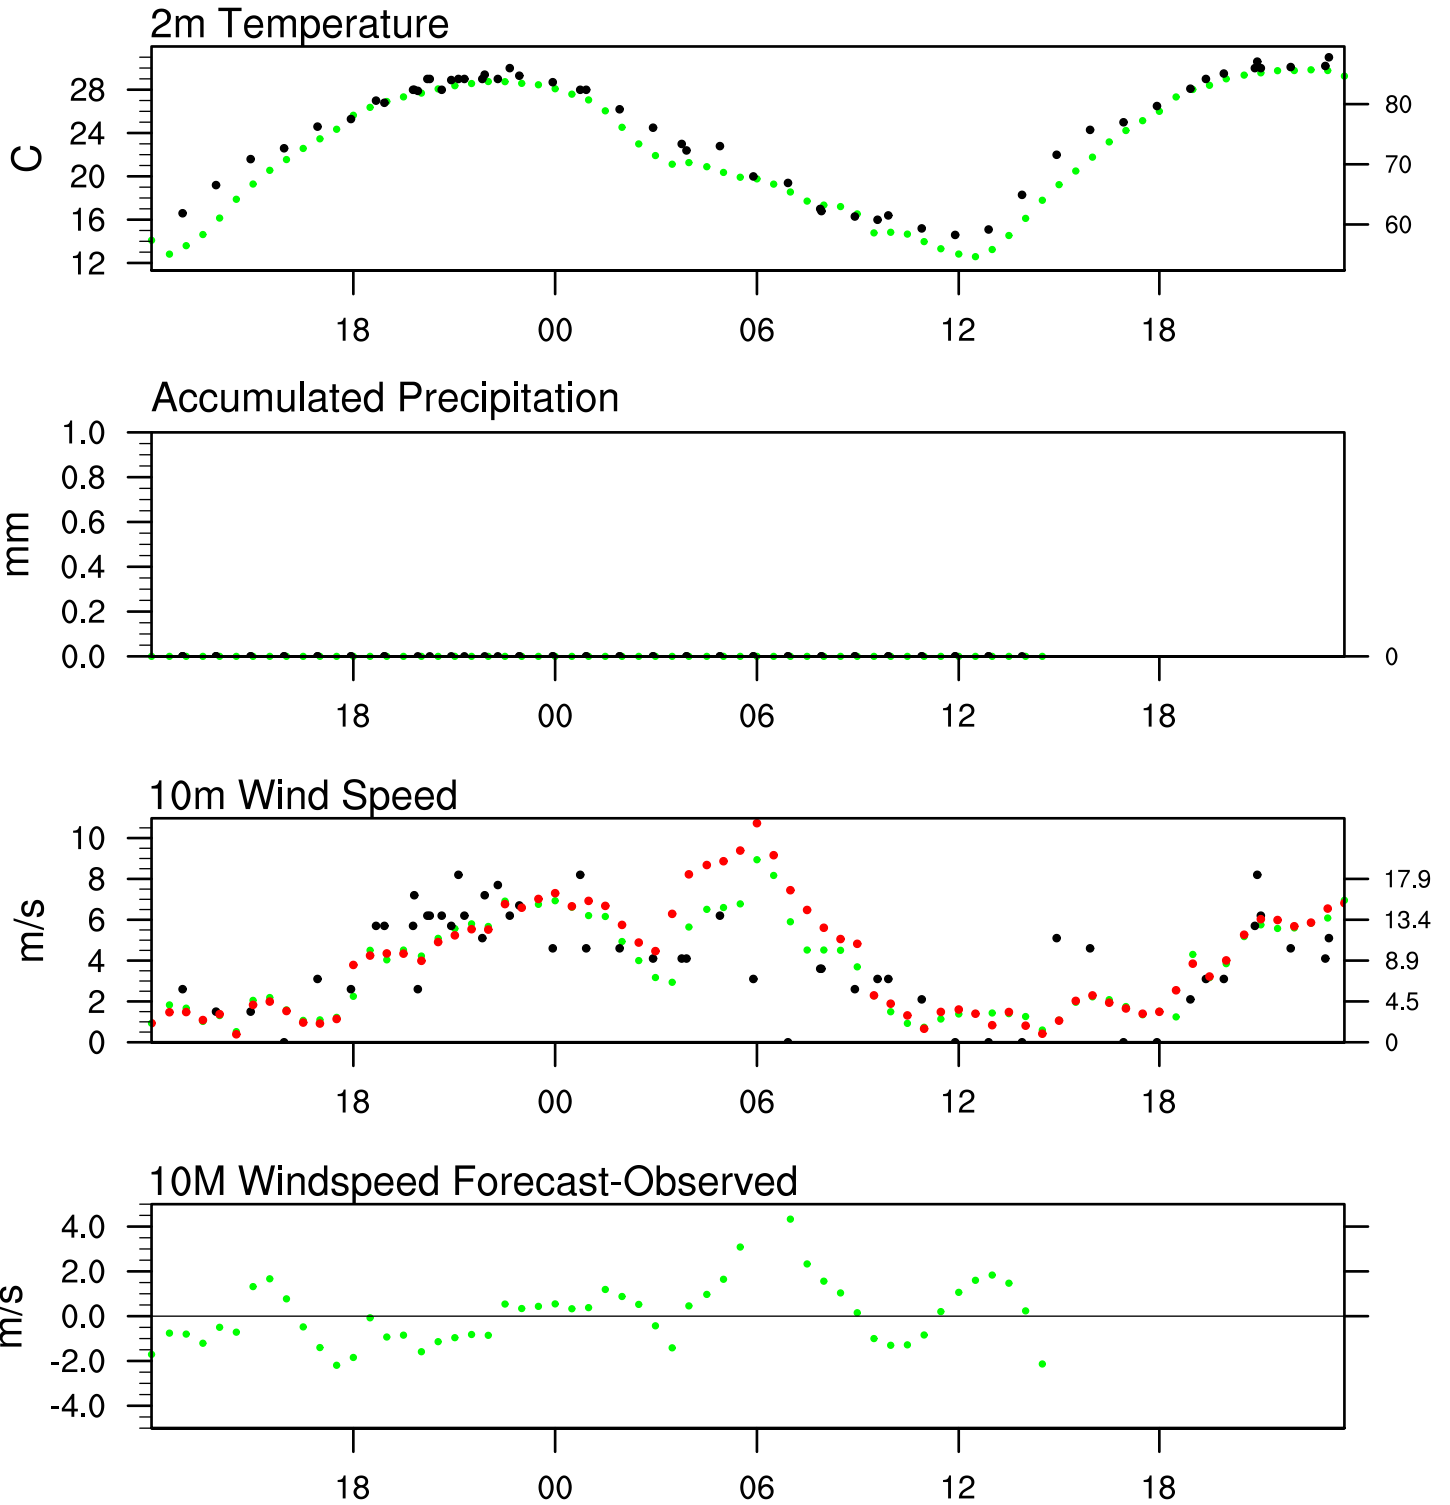 2m Temperature
C
28
24
20
16
12
80
70
60
18 00 06 12 18
Accumulated Precipitation
mm
1.0
0.8
0.6
0.4
0.2
0.0
0
18 00 06 12 18
10m Wind Speed
m/s
10
8
6
4
2
0
17.9
13.4
8.9
4.5
0
18 00 06 12 18
10M Windspeed Forecast-Observed
m/s
4.0
2.0
0.0
-2.0
-4.0
18 00 06 12 18